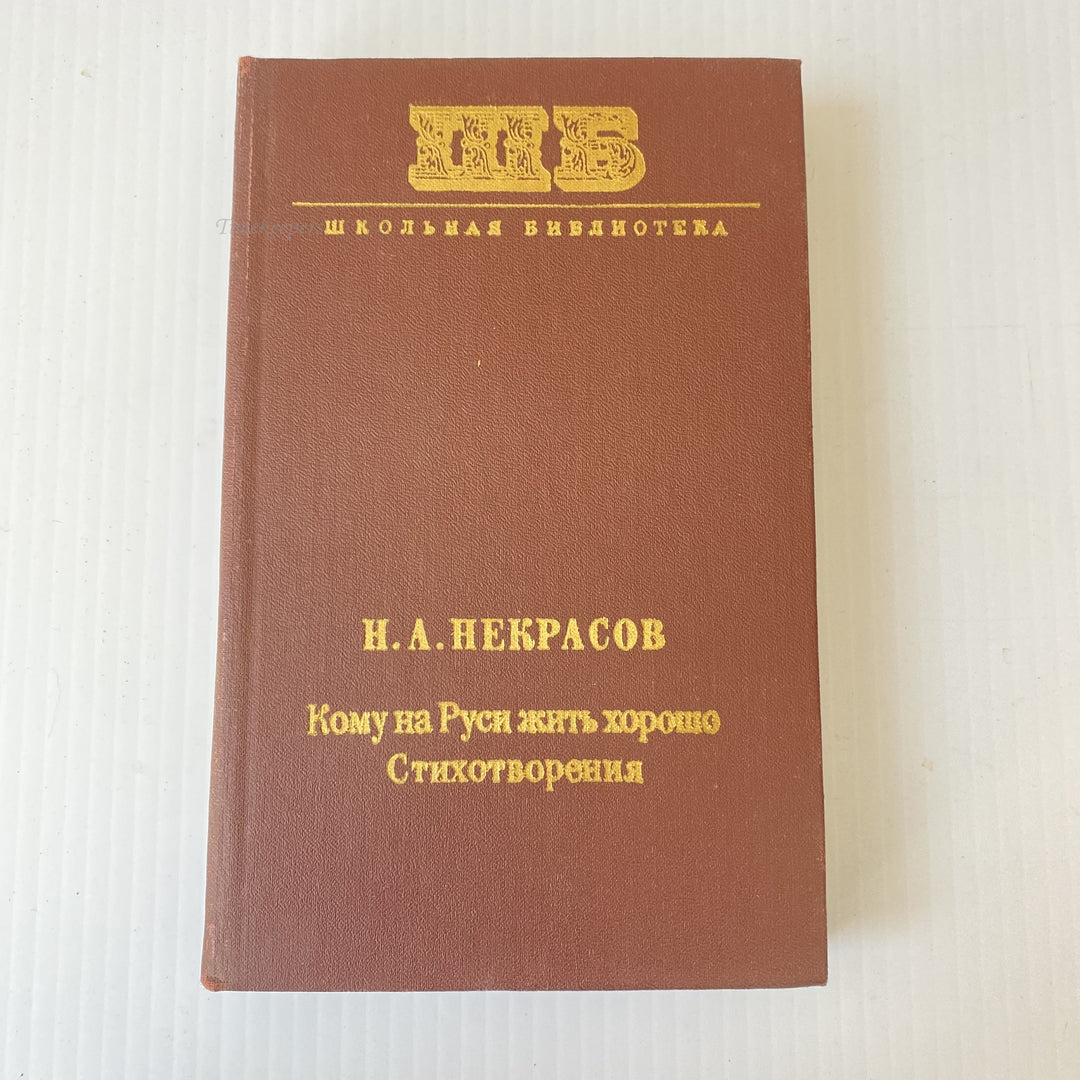 ШБ
ШКОЛЬНАЯ БИБЛИОТЕКА
Н.А.НЕКРАСОВ
Кому на Руси жить хорошо
Стихотворения